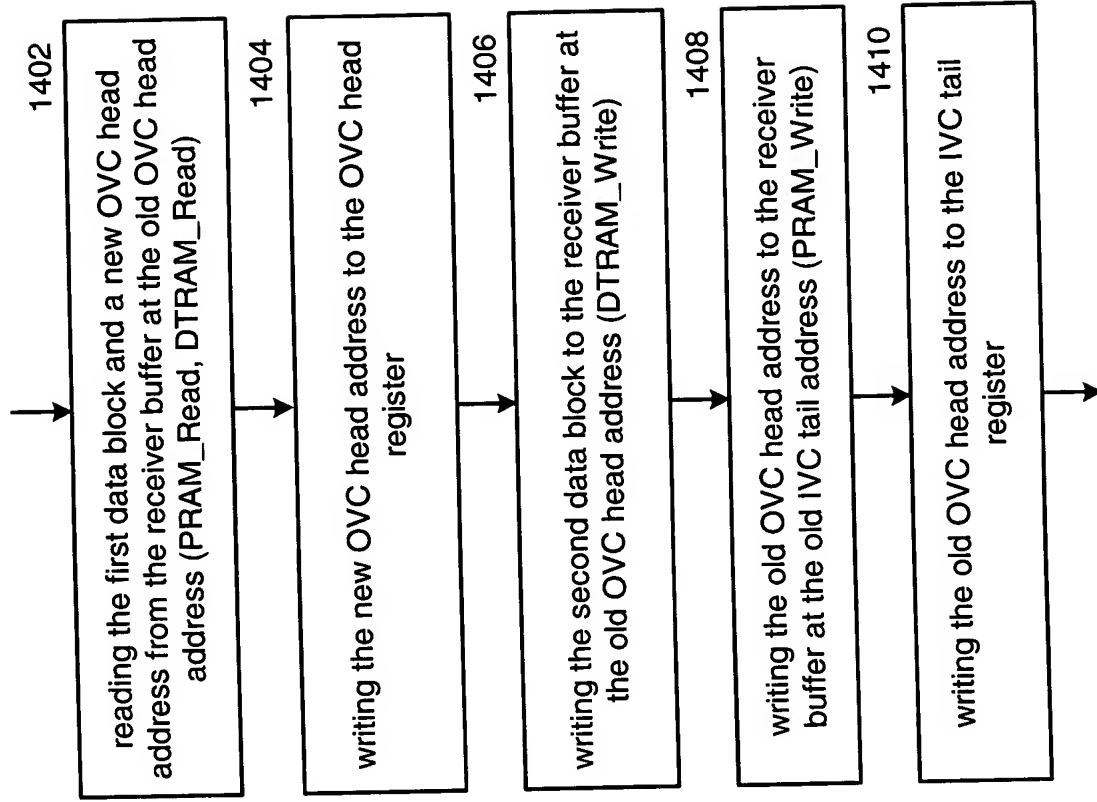 1402
reading the first data block and a new OVC head
address from the receiver buffer at the old OVC head
address (PRAM_Read, DTRAM_Read)
1404
writing the new OVC head address to the OVC head
register
1406
writing the second data block to the receiver buffer at
the old OVC head address (DTRAM_Write)
1408
writing the old OVC head address to the receiver
buffer at the old IVC tail address (PRAM_Write)
1410
writing the old OVC head address to the IVC tail
register